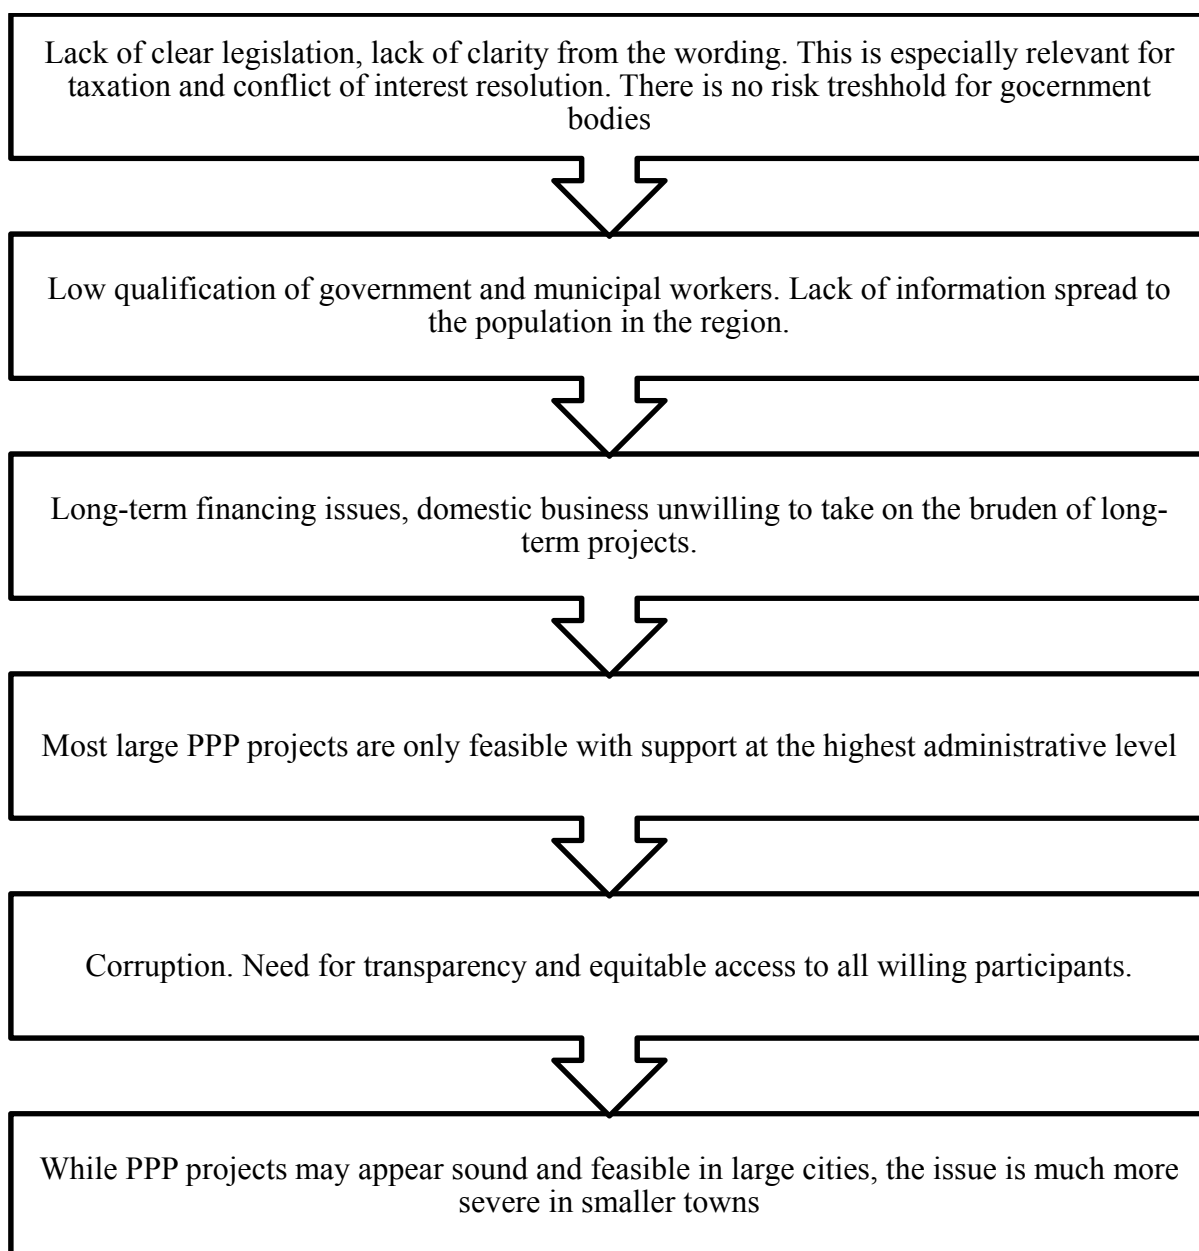 Lack of clear legislation, lack of clarity from the wording. This is especially relevant for
taxation and conflict of interest resolution. There is no risk treshhold for gocernment
bodies
Low qualification of government and municipal workers. Lack of information spread to
the population in the region.
Long-term financing issues, domestic business unwilling to take on the bruden of long-
term projects.
Most large PPP projects are only feasible with support at the highest administrative level
Corruption. Need for transparency and equitable access to all willing participants.
While PPP projects may appear sound and feasible in large cities, the issue is much more
severe in smaller towns